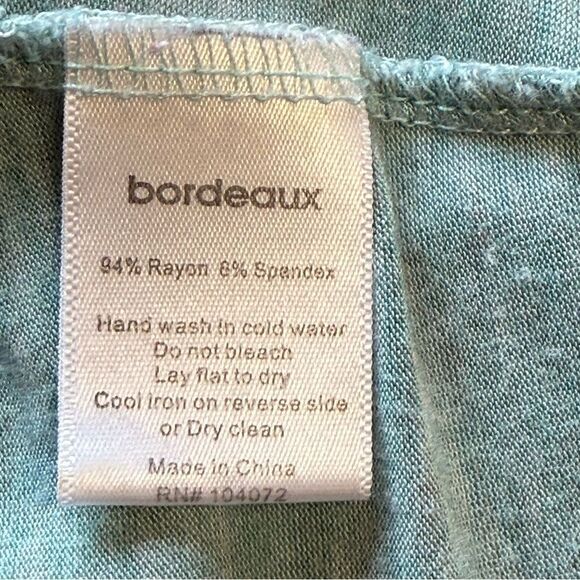 bordeaux
94% Rayon 6% Spandex
Hand wash in cold water
Do not bleach
Lay flat to dry
Cool iron on reverse side
or Dry clean
Made in China
RN# 104072